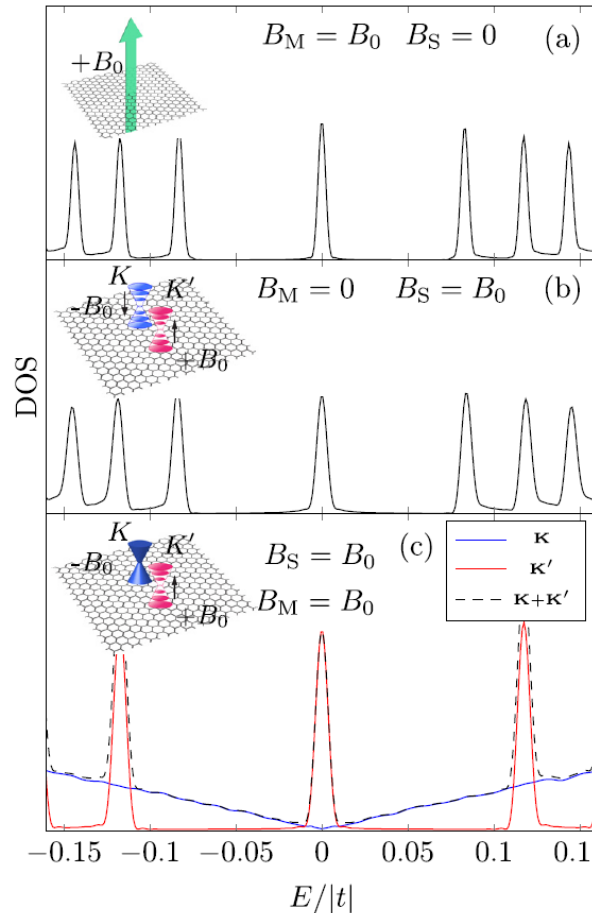 B_M = B_0 B_S = 0 (a)
+B_0
B_M = 0 B_S = B_0 (b)
K
K′
-B_0
+B_0
DOS
B_S = B_0 (c)
B_M = B_0
K
K′
-B_0
+B_0
K
K′
K+K′
−0.15 −0.1 −0.05 0 0.05 0.1 0.15
E/|t|